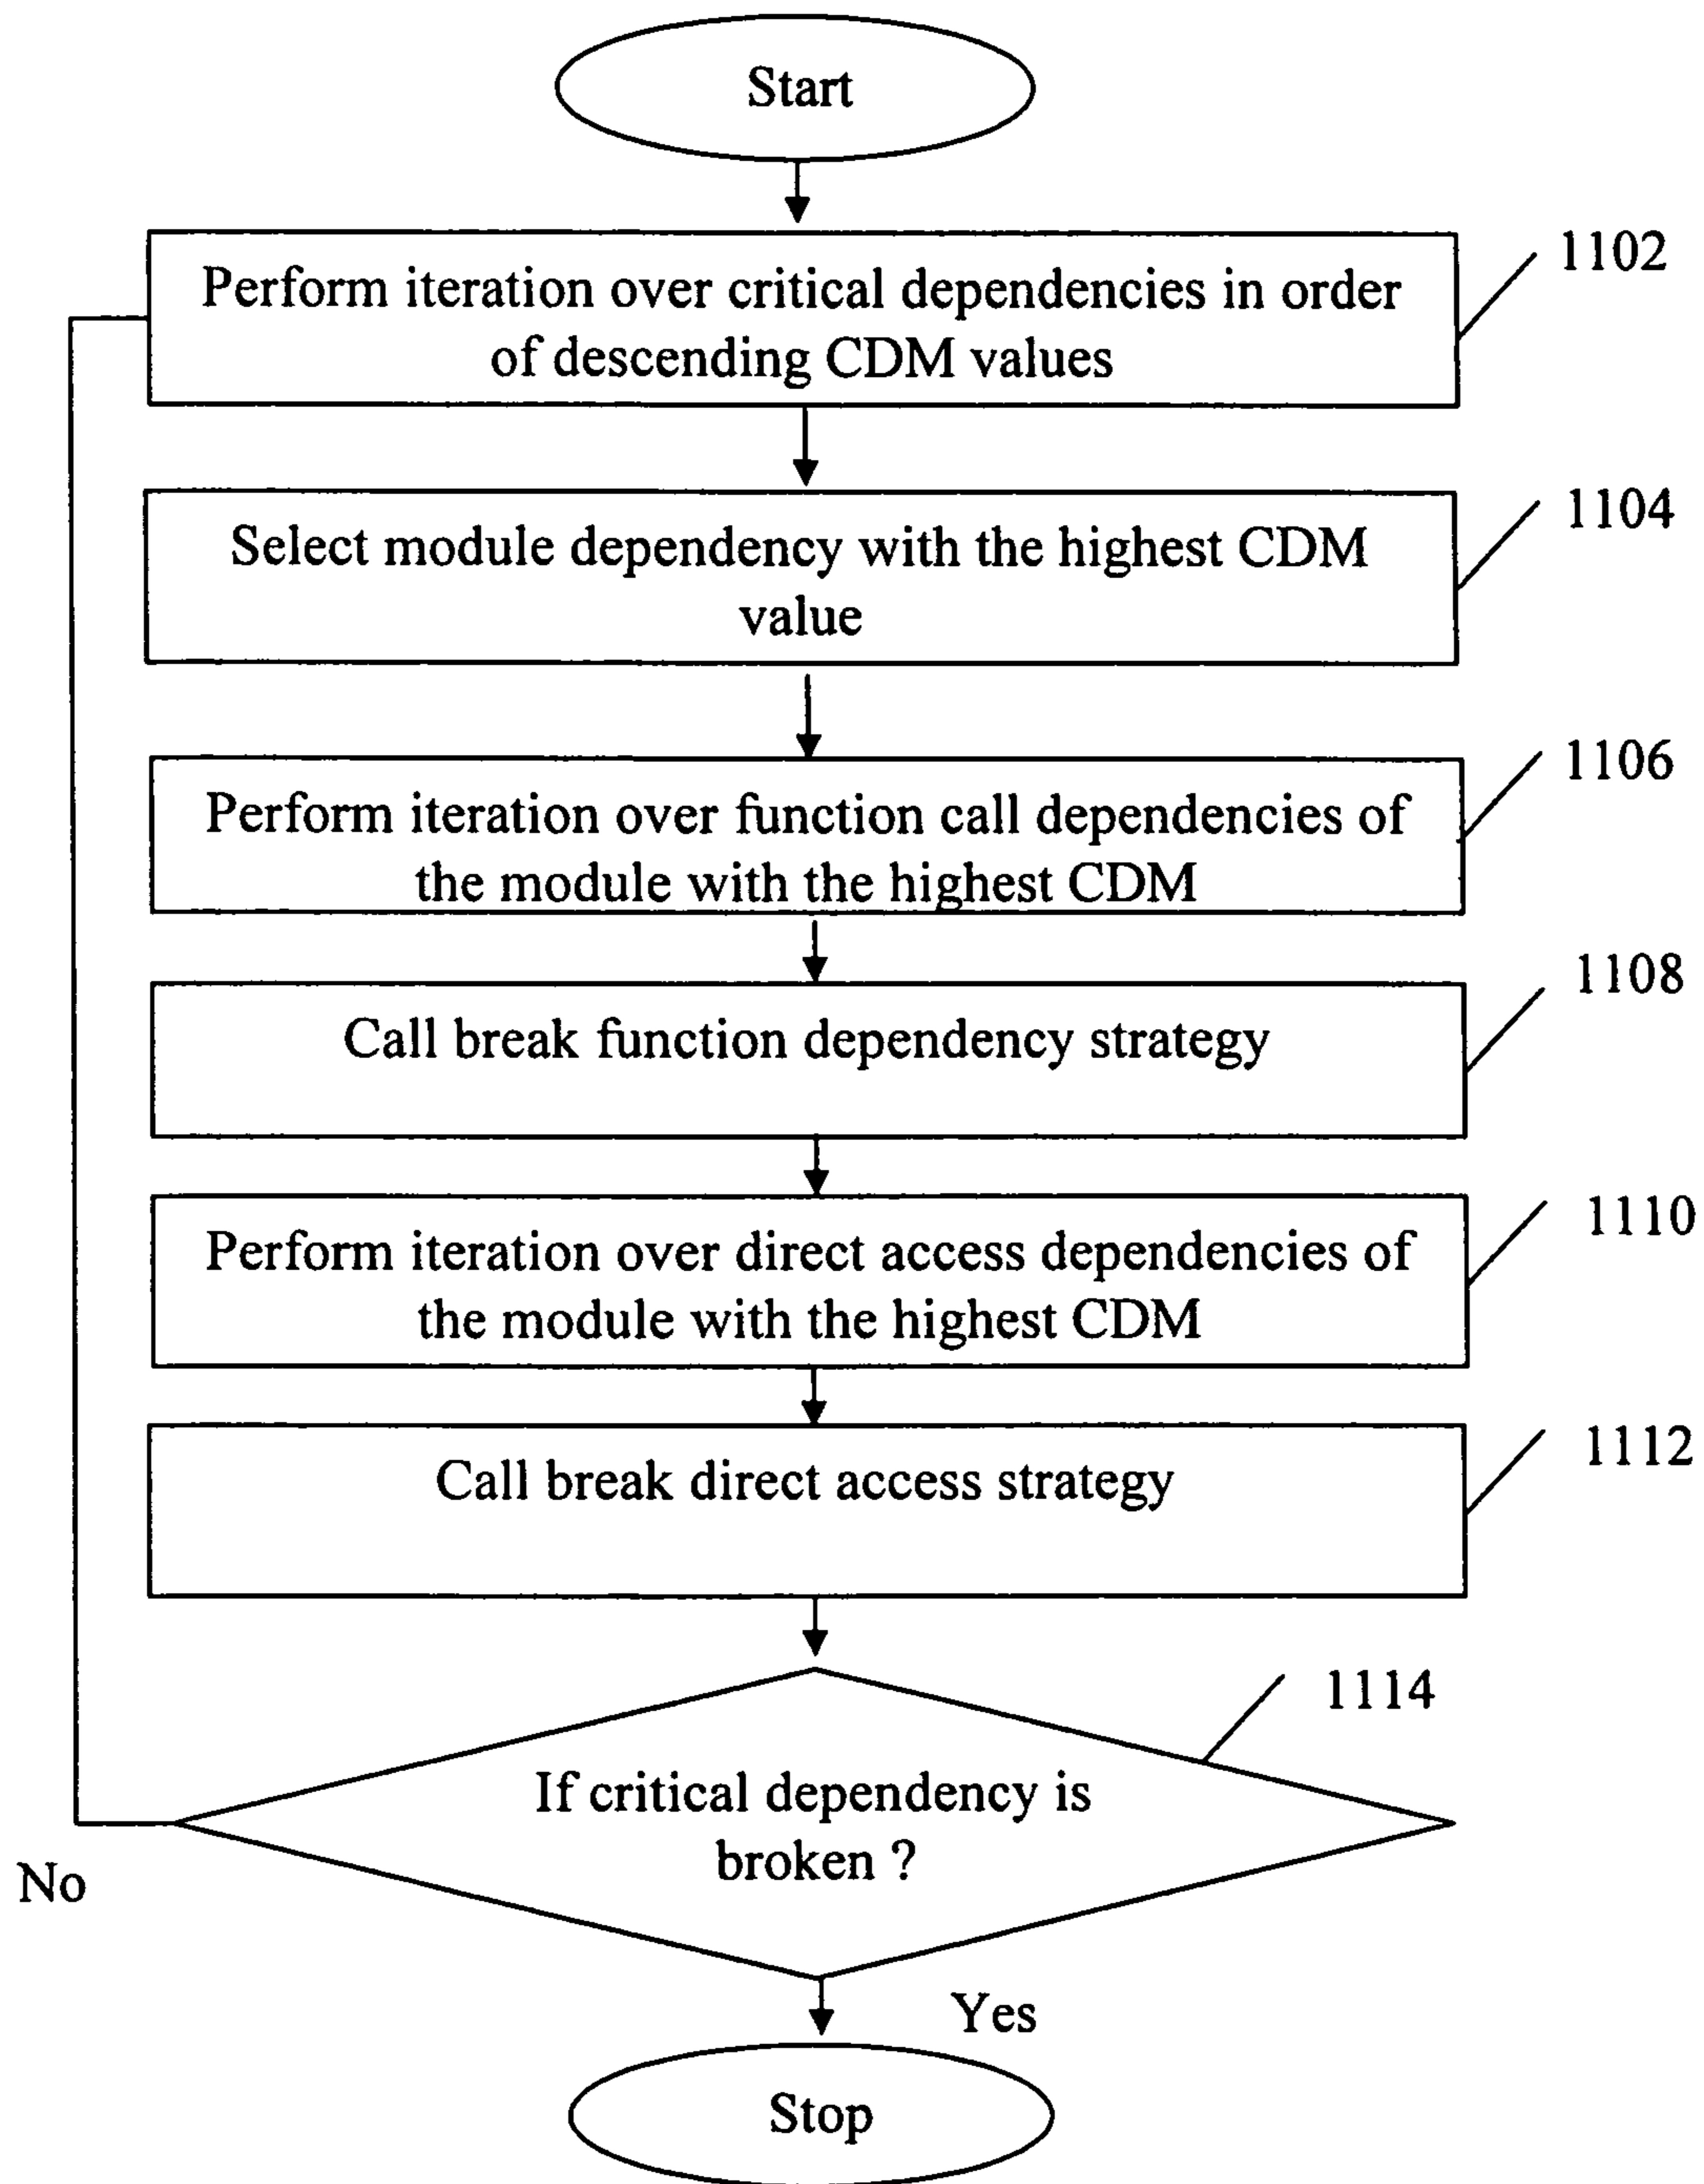 Start
1102
Perform iteration over critical dependencies in order
of descending CDM values
1104
Select module dependency with the highest CDM
value
1106
Perform iteration over function call dependencies of
the module with the highest CDM
1108
Call break function dependency strategy
1110
Perform iteration over direct access dependencies of
the module with the highest CDM
1112
Call break direct access strategy
1114
If critical dependency is
broken ?
No
Yes
Stop